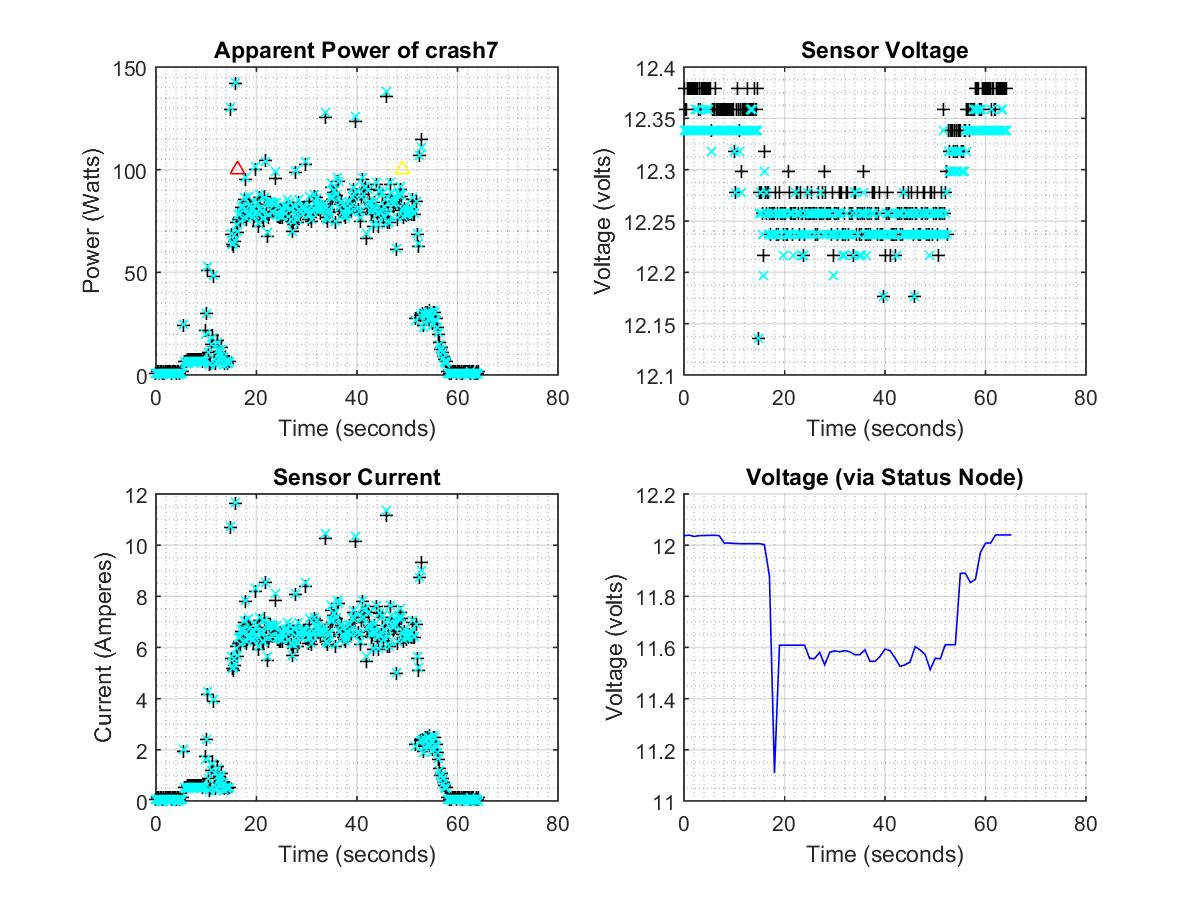 Apparent Power of crash7
150
100
50
0
0 20 40 60 80
Power (Watts)
Time (seconds)
Sensor Voltage
12.4
12.35
12.3
12.25
12.2
12.15
12.1
0 20 40 60 80
Voltage (volts)
Time (seconds)
Sensor Current
12
10
8
6
4
2
0
0 20 40 60 80
Current (Amperes)
Time (seconds)
Voltage (via Status Node)
12.2
12
11.8
11.6
11.4
11.2
11
0 20 40 60 80
Voltage (volts)
Time (seconds)